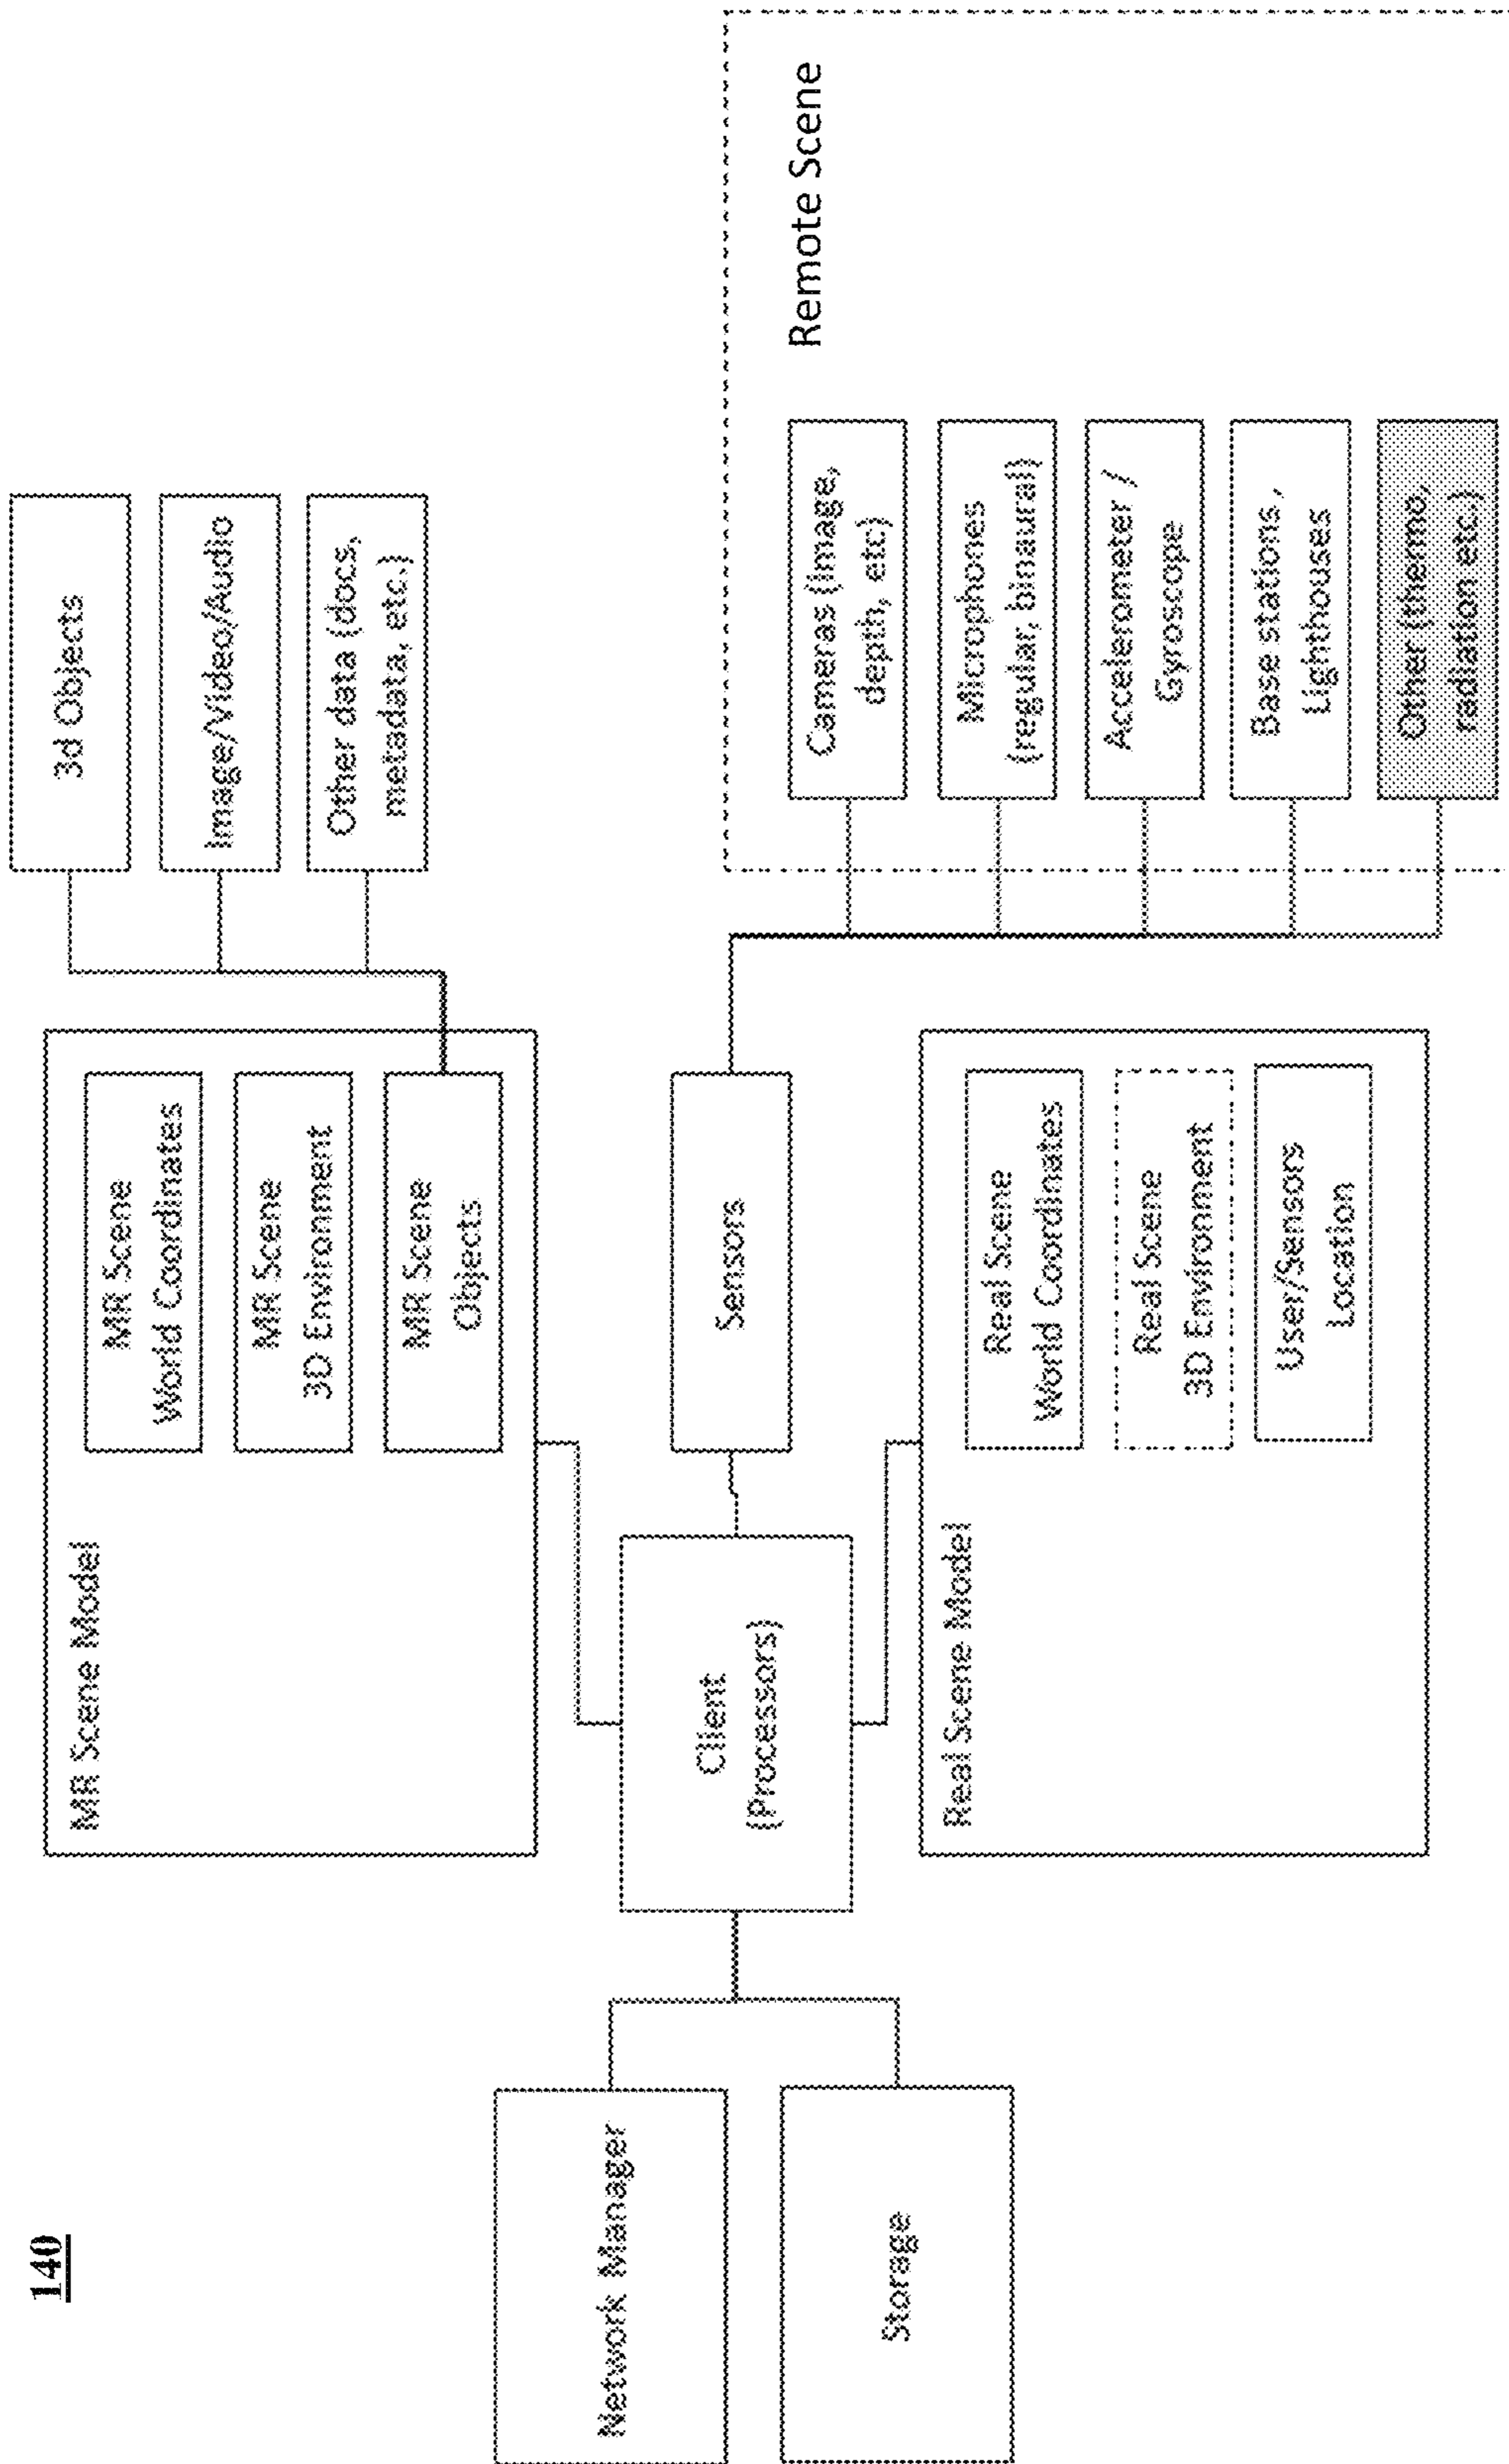 140
3d Objects
Image/Video/Audio
Other data (docs,
metadata, etc.)
MR Scene Model
MR Scene
World Coordinates
MR Scene
3D Environment
MR Scene
Objects
Network Manager
Storage
Client
(Processors)
Sensors
Remote Scene
Cameras (image,
depth, etc)
Microphones
(regular, binaural)
Accelerometer /
Gyroscope
Base stations,
Lighthouses
Other (thermo,
radiation etc.)
Real Scene Model
Real Scene
World Coordinates
Real Scene
3D Environment
User/Sensors
Location